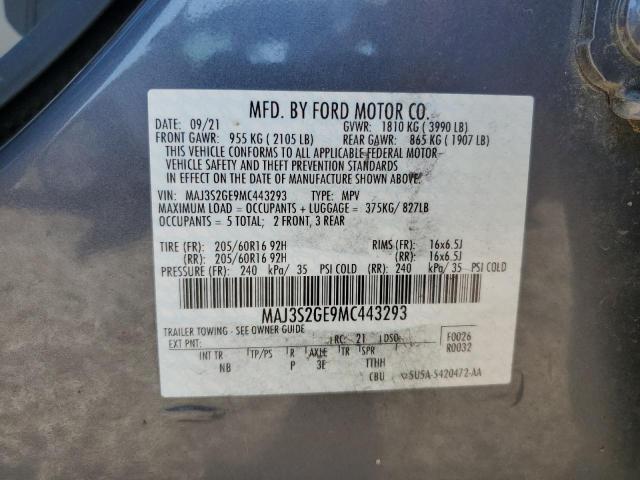 MFD. BY FORD MOTOR CO.
DATE: 09/21 GVWR: 1810 KG ( 3990 LB)
FRONT GAWR: 955 KG ( 2105 LB) REAR GAWR: 865 KG ( 1907 LB)
THIS VEHICLE CONFORMS TO ALL APPLICABLE FEDERAL MOTOR
VEHICLE SAFETY AND THEFT PREVENTION STANDARDS
IN EFFECT ON THE DATE OF MANUFACTURE SHOWN ABOVE.
VIN: MAJ3S2GE9MC443293 TYPE: MPV
MAXIMUM LOAD = OCCUPANTS + LUGGAGE = 375KG/ 827LB
OCCUPANTS = 5 TOTAL; 2 FRONT, 3 REAR
TIRE (FR): 205/60R16 92H RIMS (FR): 16x6.5J
(RR): 205/60R16 92H (RR): 16x6.5J
PRESSURE (FR): 240 kPa/ 35 PSI COLD (RR): 240 kPa/ 35 PSI COLD
MAJ3S2GE9MC443293
TRAILER TOWING - SEE OWNER GUIDE
EXT PNT: RC: 21 DSO: F0026
R0032
INT TR TP/PS R AXLE TR SPR
NB P 3E TTHH
CBU 5U5A-5420472-AA